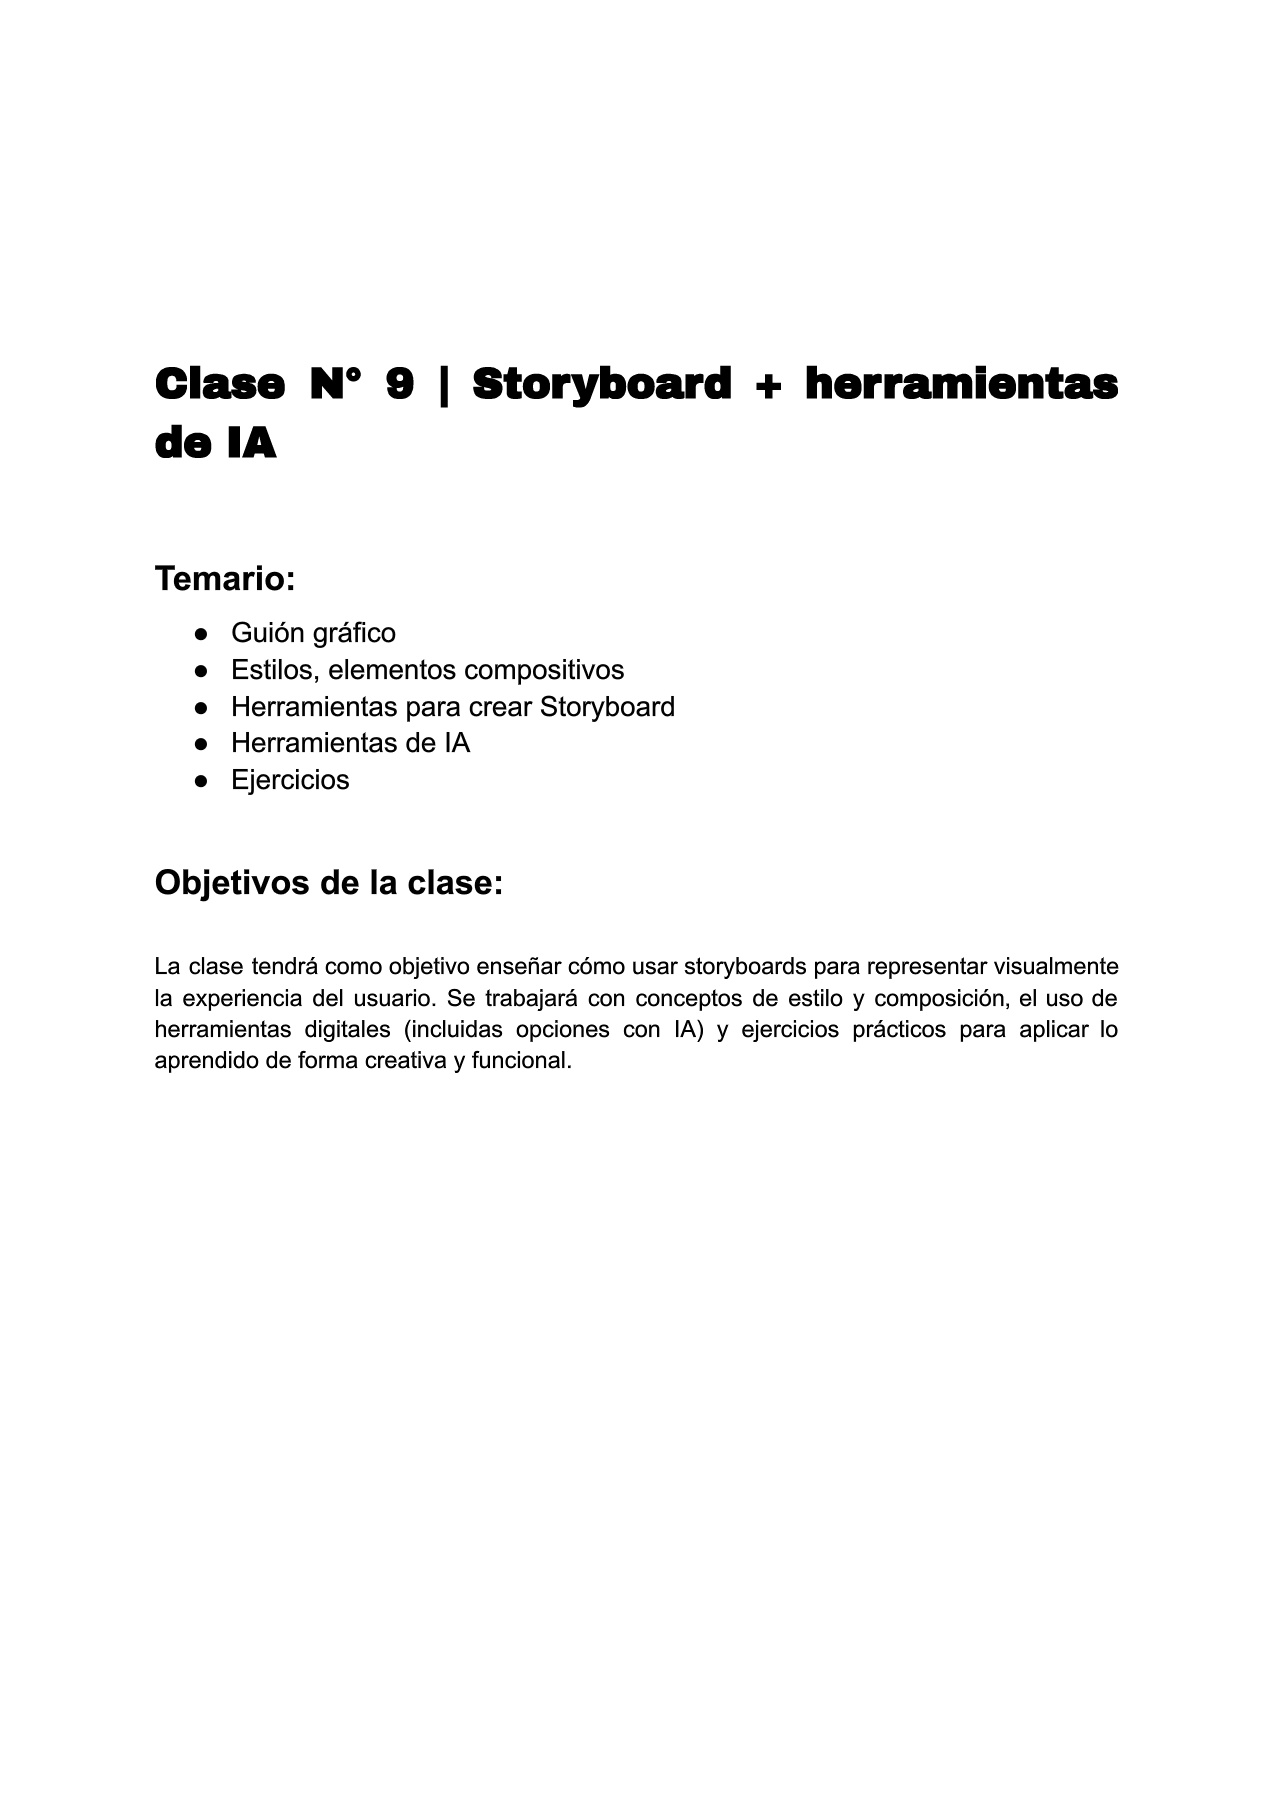 Clase N° 9 | Storyboard + herramientas
de IA
Temario:
● Guión gráfico
● Estilos, elementos compositivos
● Herramientas para crear Storyboard
● Herramientas de IA
● Ejercicios
Objetivos de la clase:
La clase tendrá como objetivo enseñar cómo usar storyboards para representar visualmente
la experiencia del usuario. Se trabajará con conceptos de estilo y composición, el uso de
herramientas digitales (incluidas opciones con IA) y ejercicios prácticos para aplicar lo
aprendido de forma creativa y funcional.